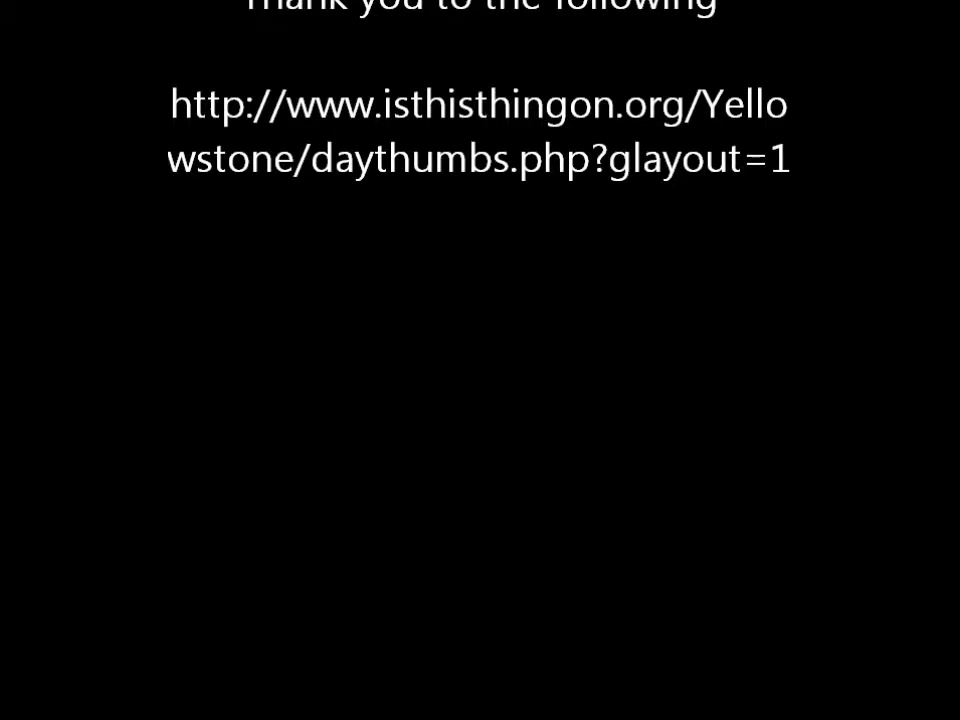 Thank you to the following
http://www.isthisthingon.org/Yello
wstone/daythumbs.php?glayout=1